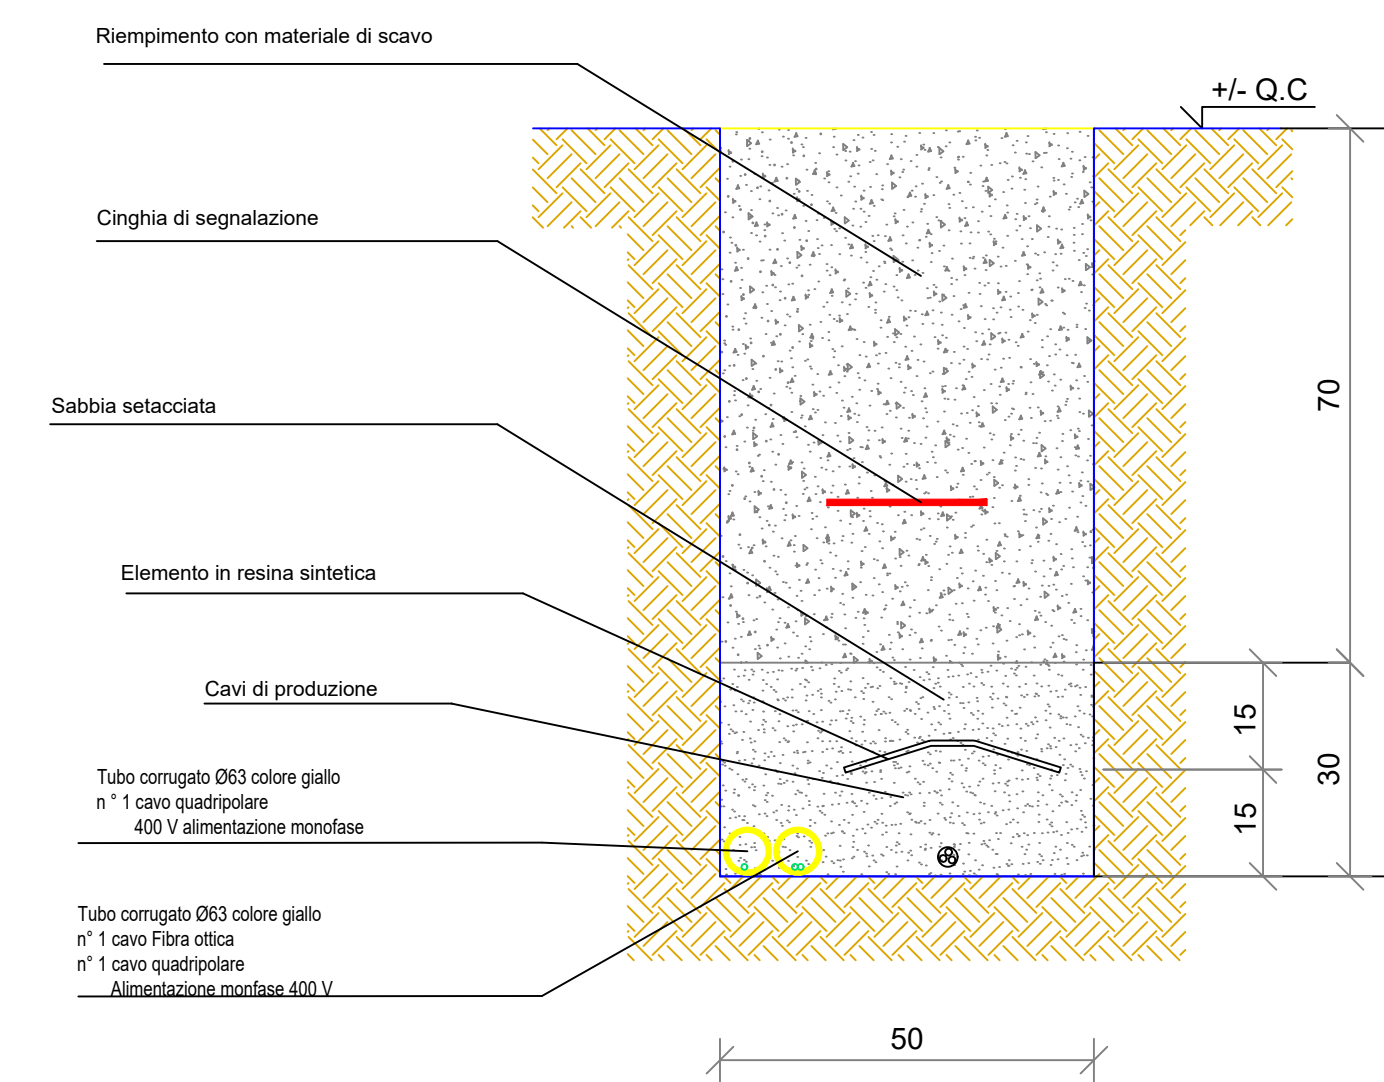 Riempimento con materiale di scavo
+/- Q.C
Cinghia di segnalazione
70
Sabbia setacciata
Elemento in resina sintetica
Cavi di produzione
15
30
15
Tubo corrugato Ø63 colore giallo
n ° 1 cavo quadripolare
400 V alimentazione monofase
Tubo corrugato Ø63 colore giallo
n° 1 cavo Fibra ottica
n° 1 cavo quadripolare
Alimentazione monfase 400 V
50